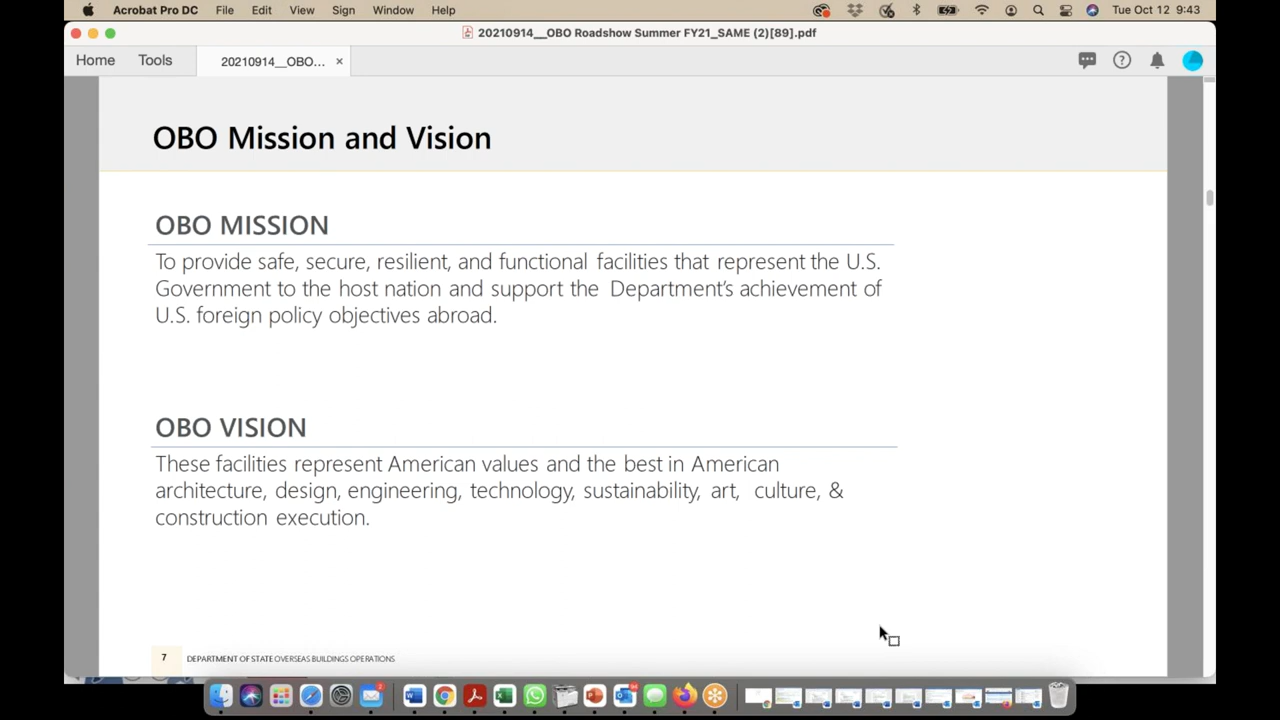 Acrobat Pro DC File Edit View Sign Window Help Tue Oct 12 9:43
20210914__OBO Roadshow Summer FY21_SAME (2)[89].pdf
Home Tools 20210914__OBO... ×
OBO Mission and Vision
OBO MISSION
To provide safe, secure, resilient, and functional facilities that represent the U.S.
Government to the host nation and support the Department's achievement of
U.S. foreign policy objectives abroad.
OBO VISION
These facilities represent American values and the best in American
architecture, design, engineering, technology, sustainability, art, culture, &
construction execution.
7 DEPARTMENT OF STATE OVERSEAS BUILDINGS OPERATIONS